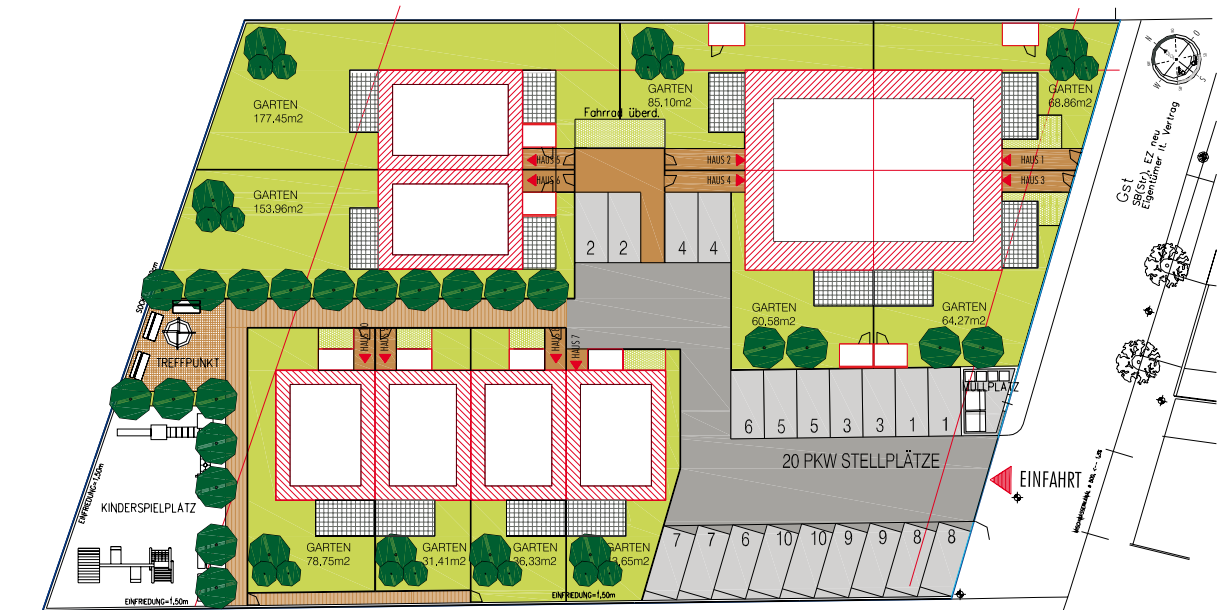 GARTEN
177,45m2
GARTEN
85,10m2
GARTEN
68,86m2
Fahrrad überd.
HAUS 5
HAUS 6
HAUS 2
HAUS 4
HAUS 1
HAUS 3
GARTEN
153,96m2
2
2
4
4
Gst
SB(Str), EZ neu
Eigentümer lt. Vertrag
GARTEN
60,58m2
GARTEN
64,27m2
TREFFPUNKT
HAUS 7
MÜLLPLATZ
6
5
5
3
3
1
1
20 PKW STELLPLÄTZE
EINFAHRT
KINDERSPIELPLATZ
EINFRIEDUNG=1,50m
GARTEN
78,75m2
GARTEN
31,41m2
GARTEN
36,33m2
GARTEN
7
7
6
10
10
9
9
8
8
EINFRIEDUNG=1,50m
EINFRIEDUNG=1,50m